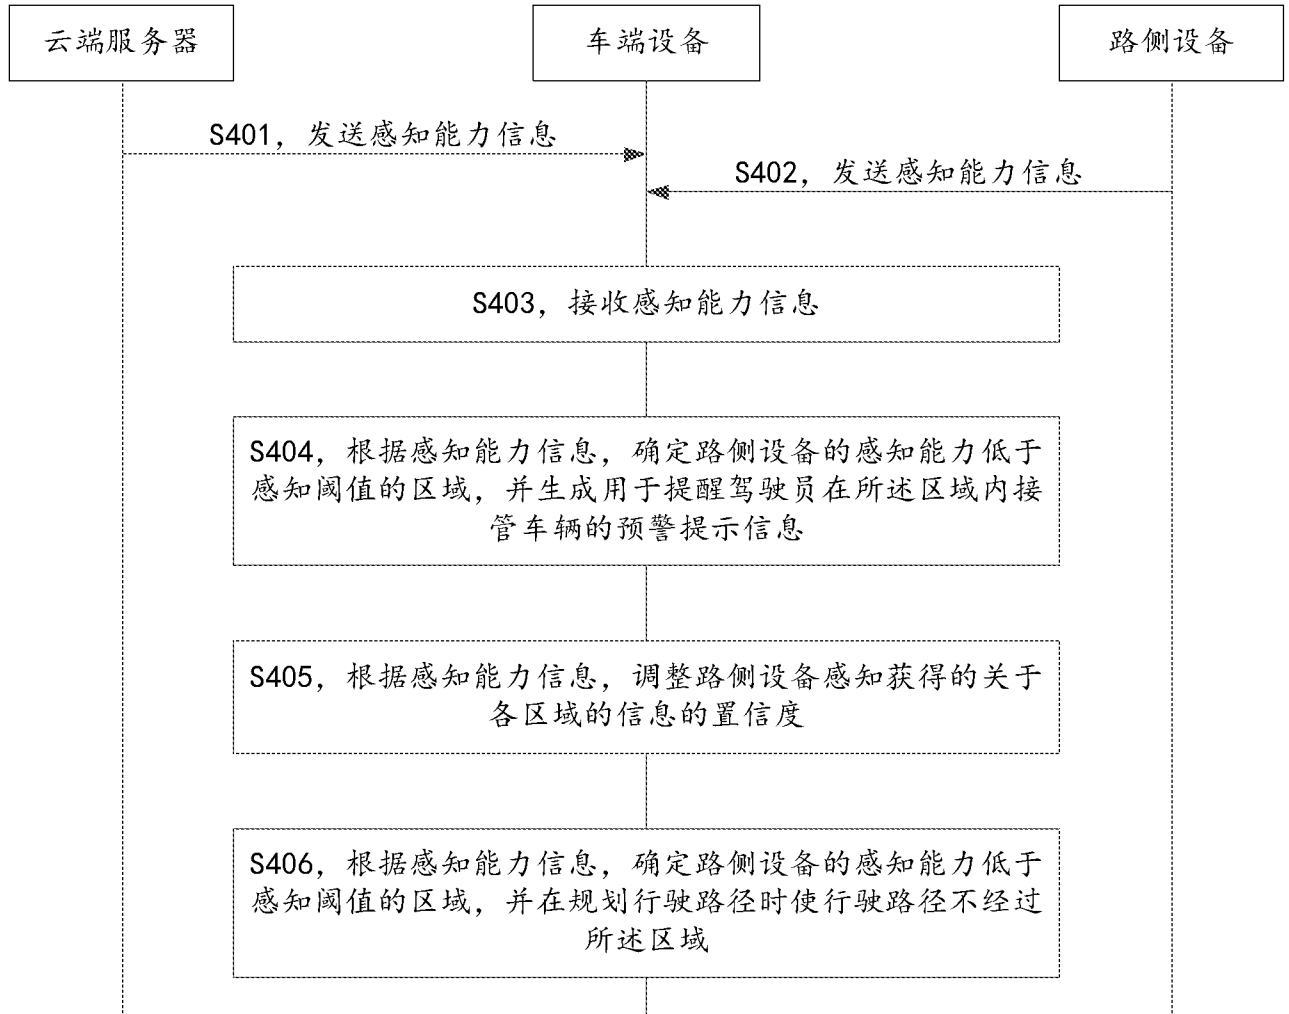 云端服务器
车端设备
路侧设备
S401，发送感知能力信息
S402，发送感知能力信息
S403，接收感知能力信息
S404，根据感知能力信息，确定路侧设备的感知能力低于
感知阈值的区域，并生成用于提醒驾驶员在所述区域内接
管车辆的预警提示信息
S405，根据感知能力信息，调整路侧设备感知获得的关于
各区域的信息的置信度
S406，根据感知能力信息，确定路侧设备的感知能力低于
感知阈值的区域，并在规划行驶路径时使行驶路径不经过
所述区域